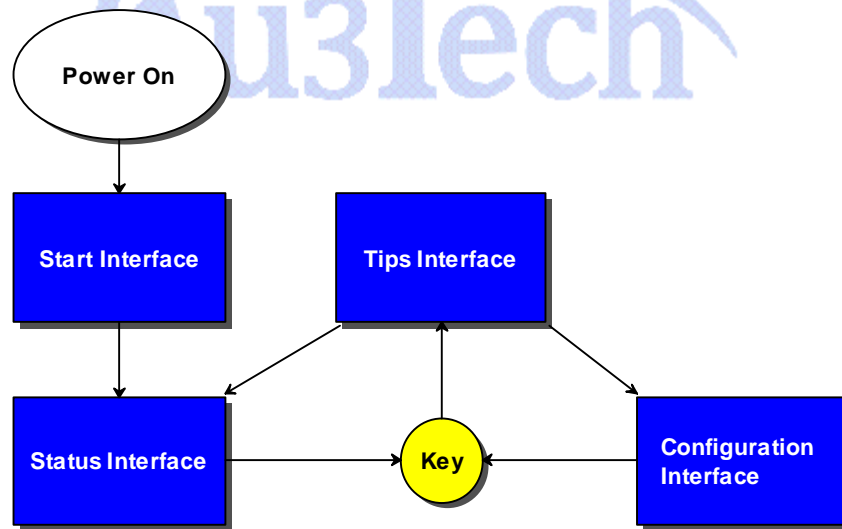 Au3Tech
Power On
Start Interface
Tips Interface
Status Interface
Key
Configuration
Interface